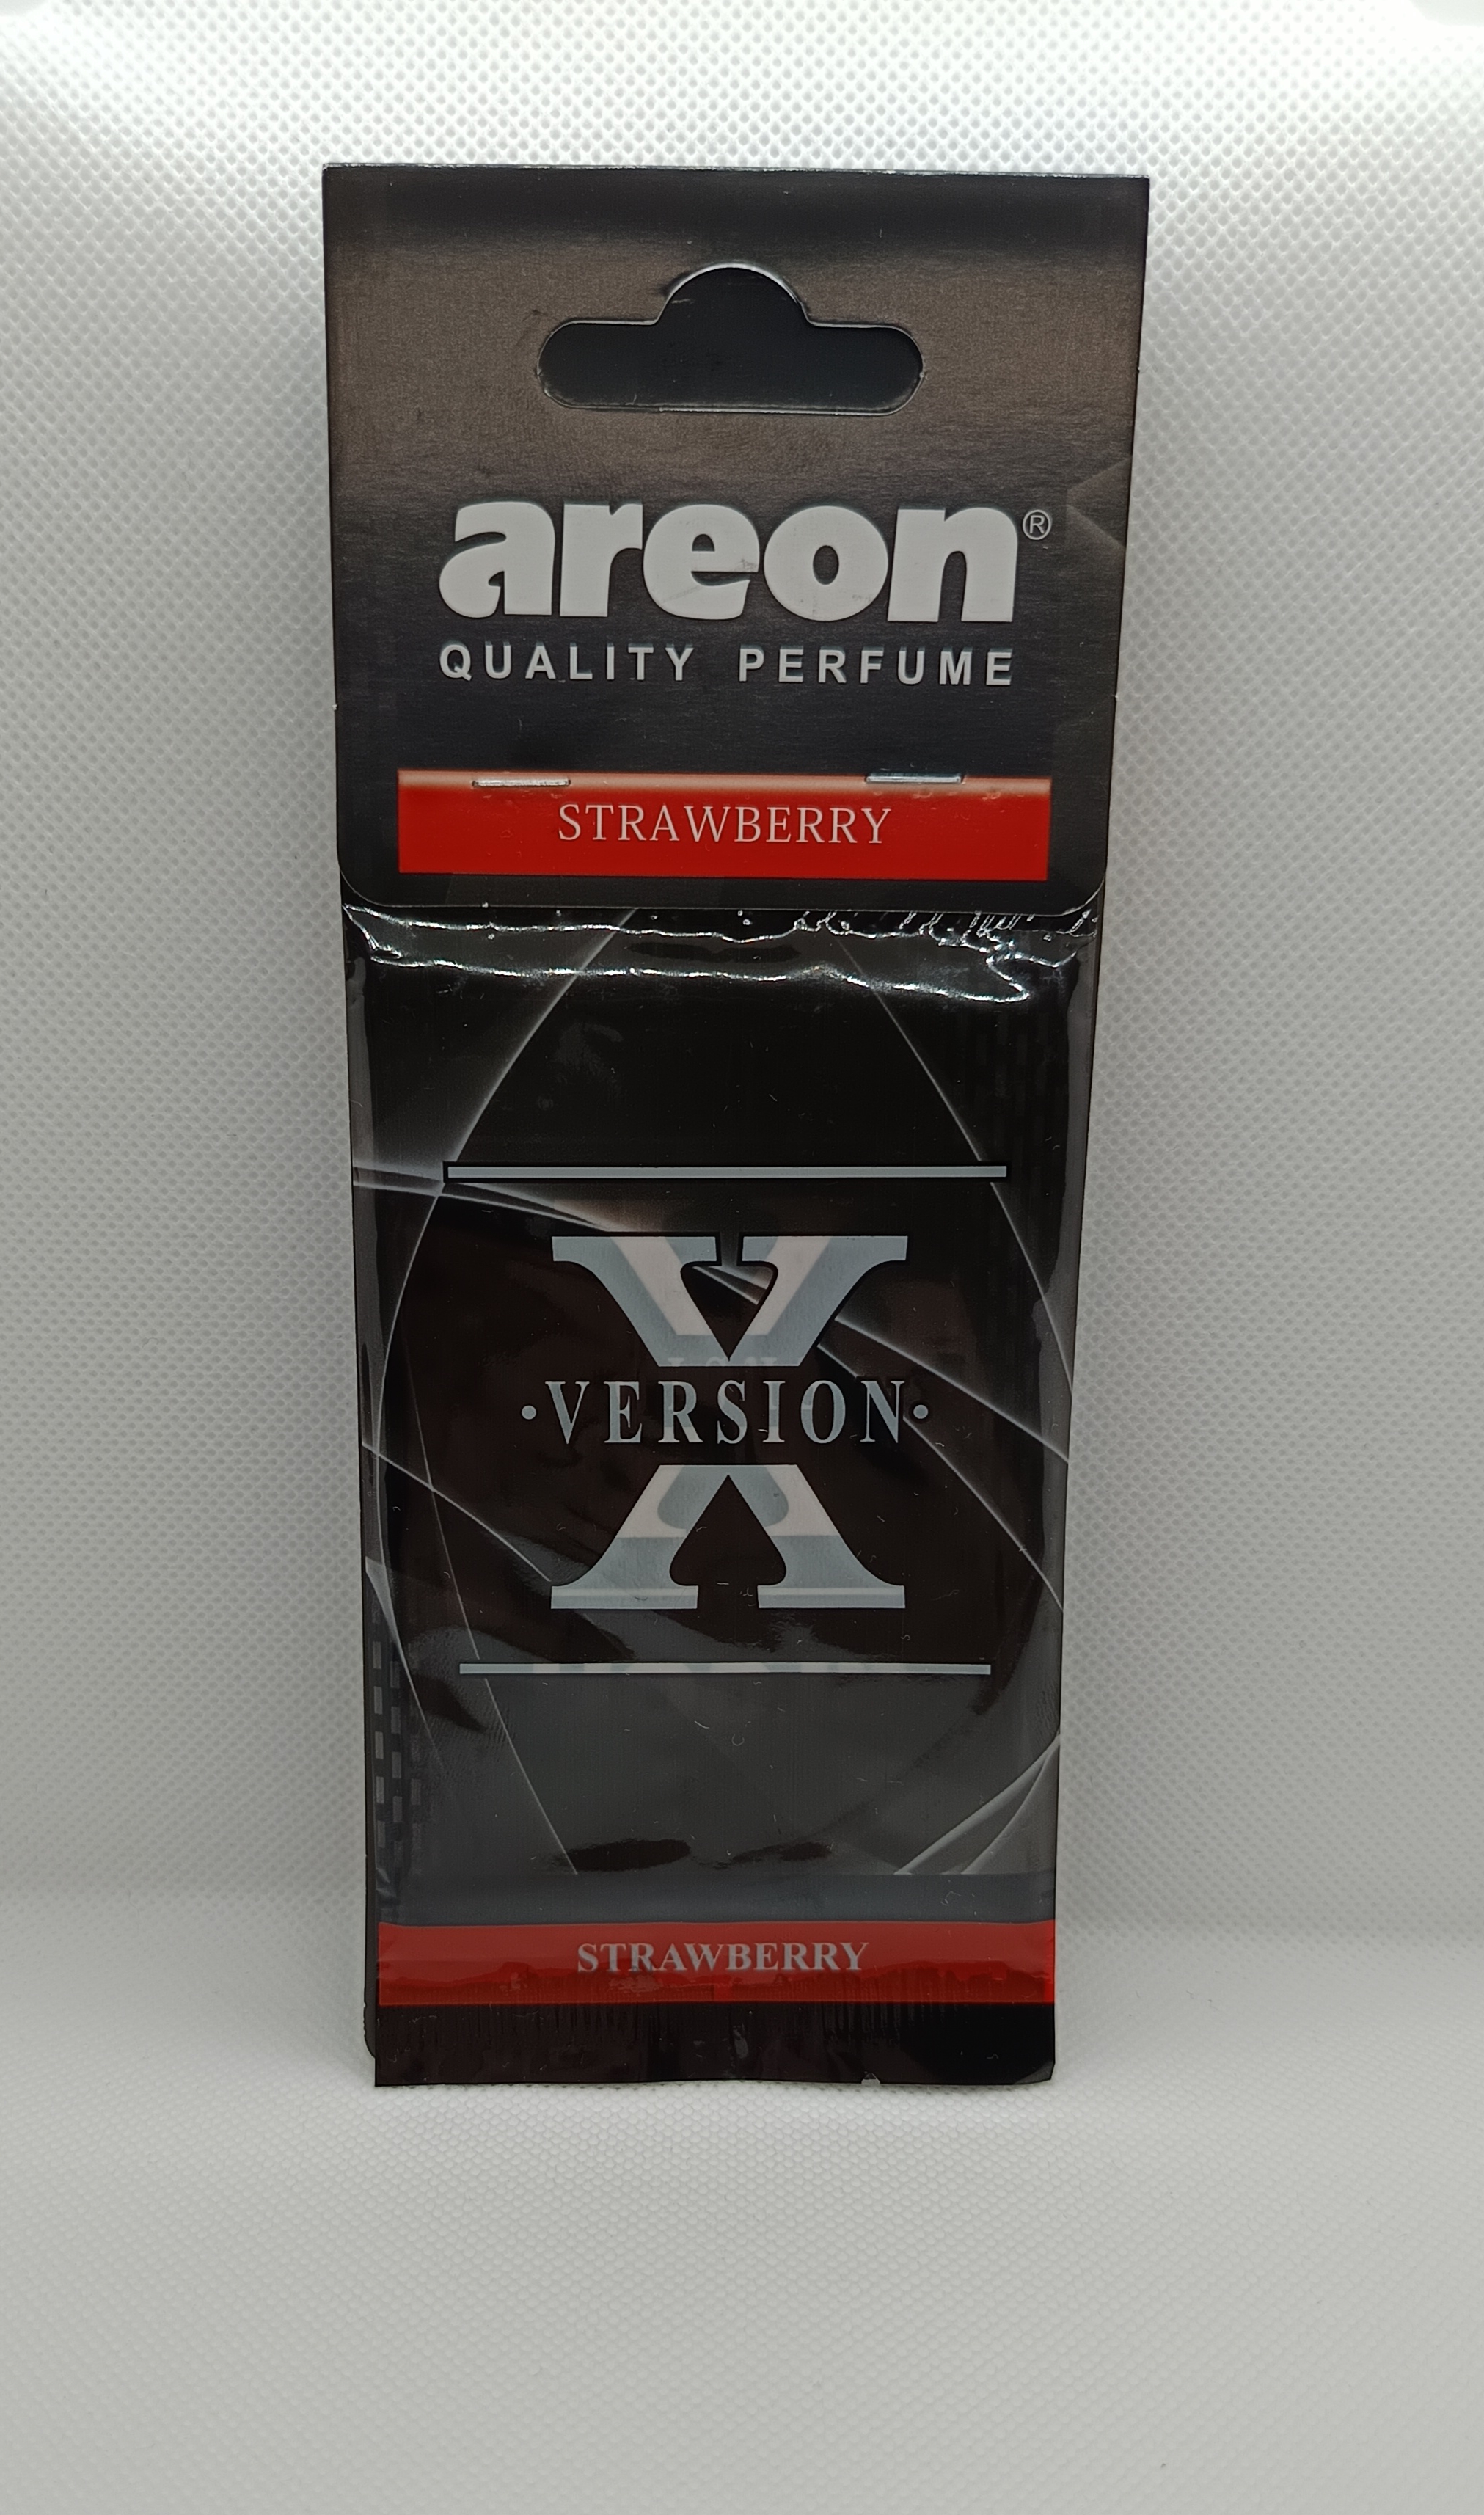 areon®
QUALITY PERFUME
STRAWBERRY
X
·VERSION·
STRAWBERRY